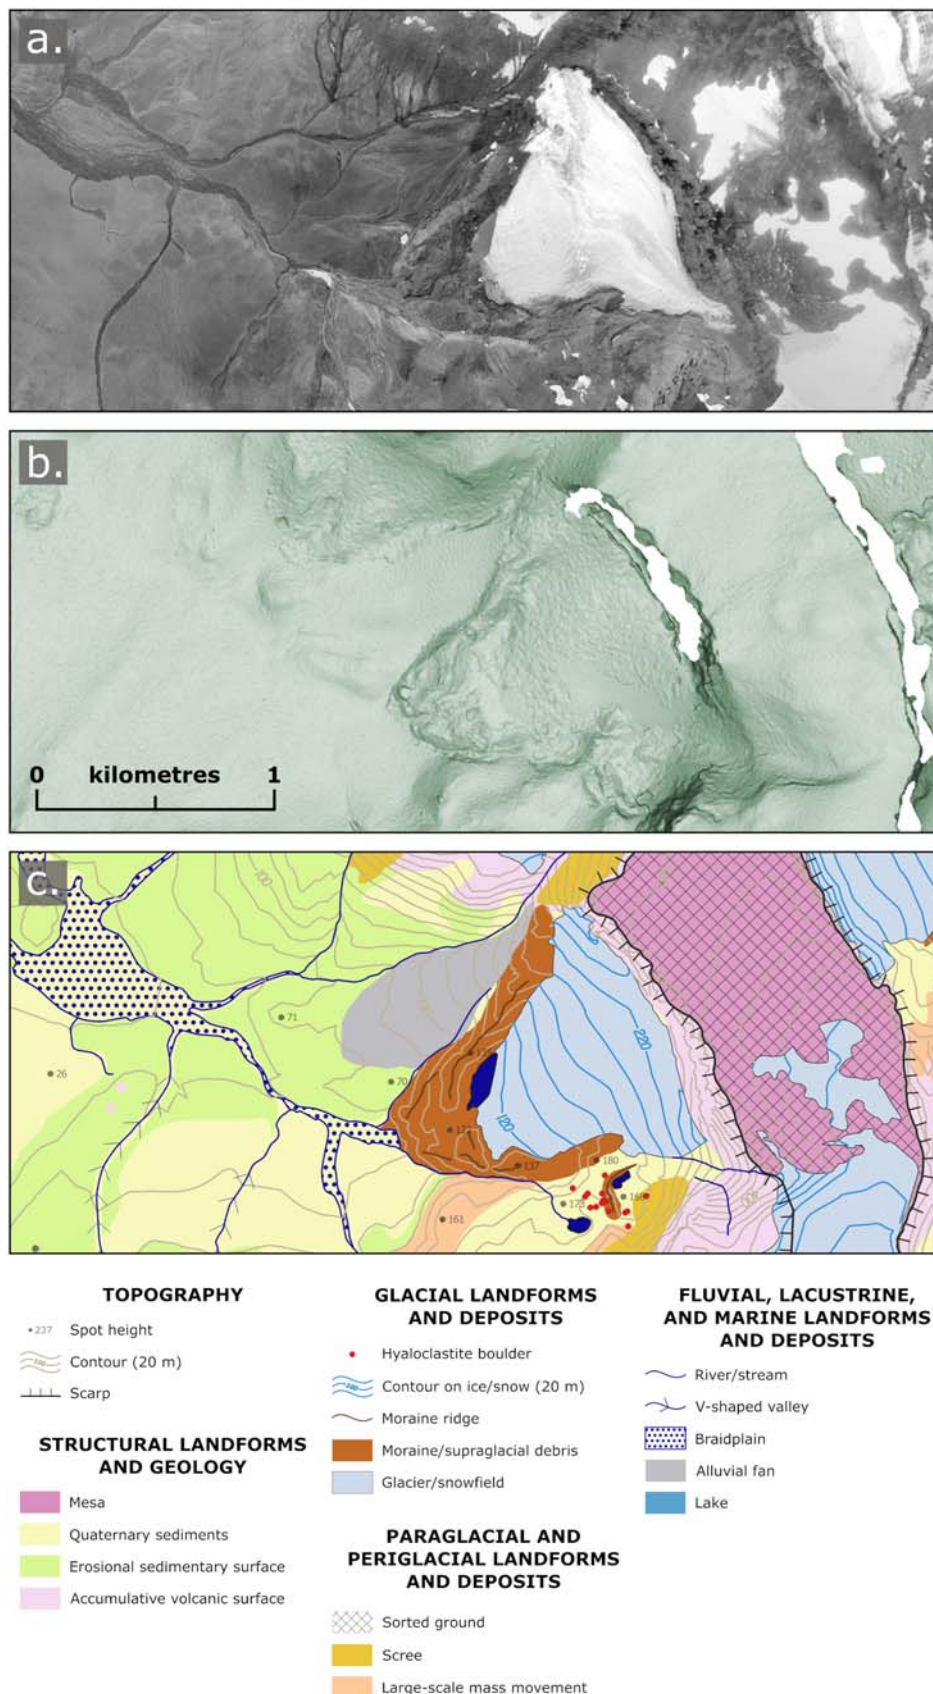 a.
b.
0 kilometres 1
c.
100
71
26
70
220
120
137
180
161
TOPOGRAPHY
237 Spot height
100 Contour (20 m)
Scarp
STRUCTURAL LANDFORMS
AND GEOLOGY
Mesa
Quaternary sediments
Erosional sedimentary surface
Accumulative volcanic surface
GLACIAL LANDFORMS
AND DEPOSITS
Hyaloclastite boulder
Contour on ice/snow (20 m)
Moraine ridge
Moraine/supraglacial debris
Glacier/snowfield
PARAGLACIAL AND
PERIGLACIAL LANDFORMS
AND DEPOSITS
Sorted ground
Scree
Large-scale mass movement
FLUVIAL, LACUSTRINE,
AND MARINE LANDFORMS
AND DEPOSITS
River/stream
V-shaped valley
Braidplain
Alluvial fan
Lake